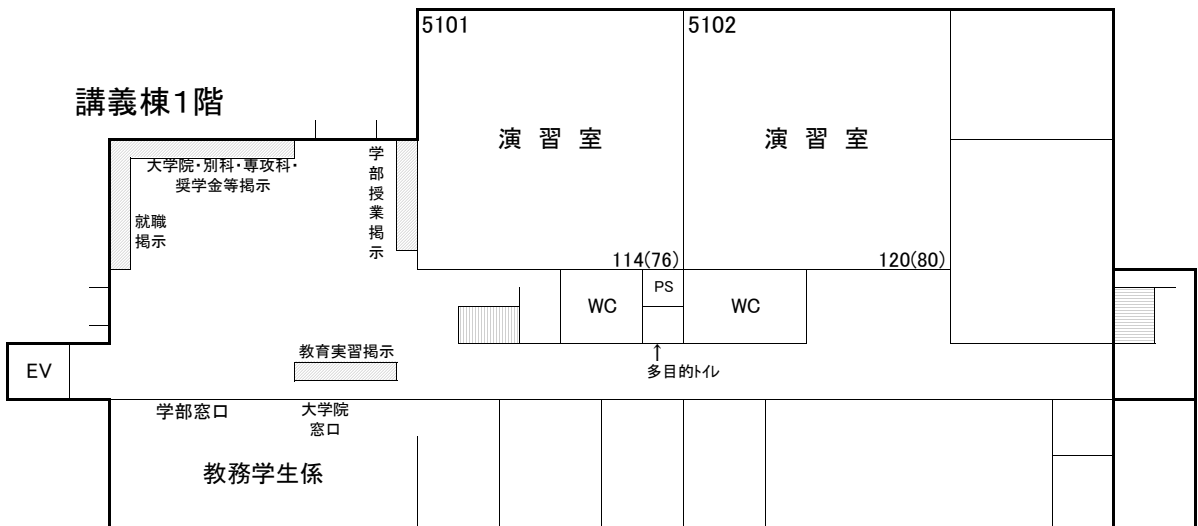 5101
5102
講義棟1階
演習室
演習室
大学院・別科・専攻科・
奨学金等掲示
学部授業掲示
就職
掲示
114(76)
120(80)
WC
PS
WC
教育実習掲示
多目的ﾄｲﾚ
EV
学部窓口
大学院
窓口
教務学生係